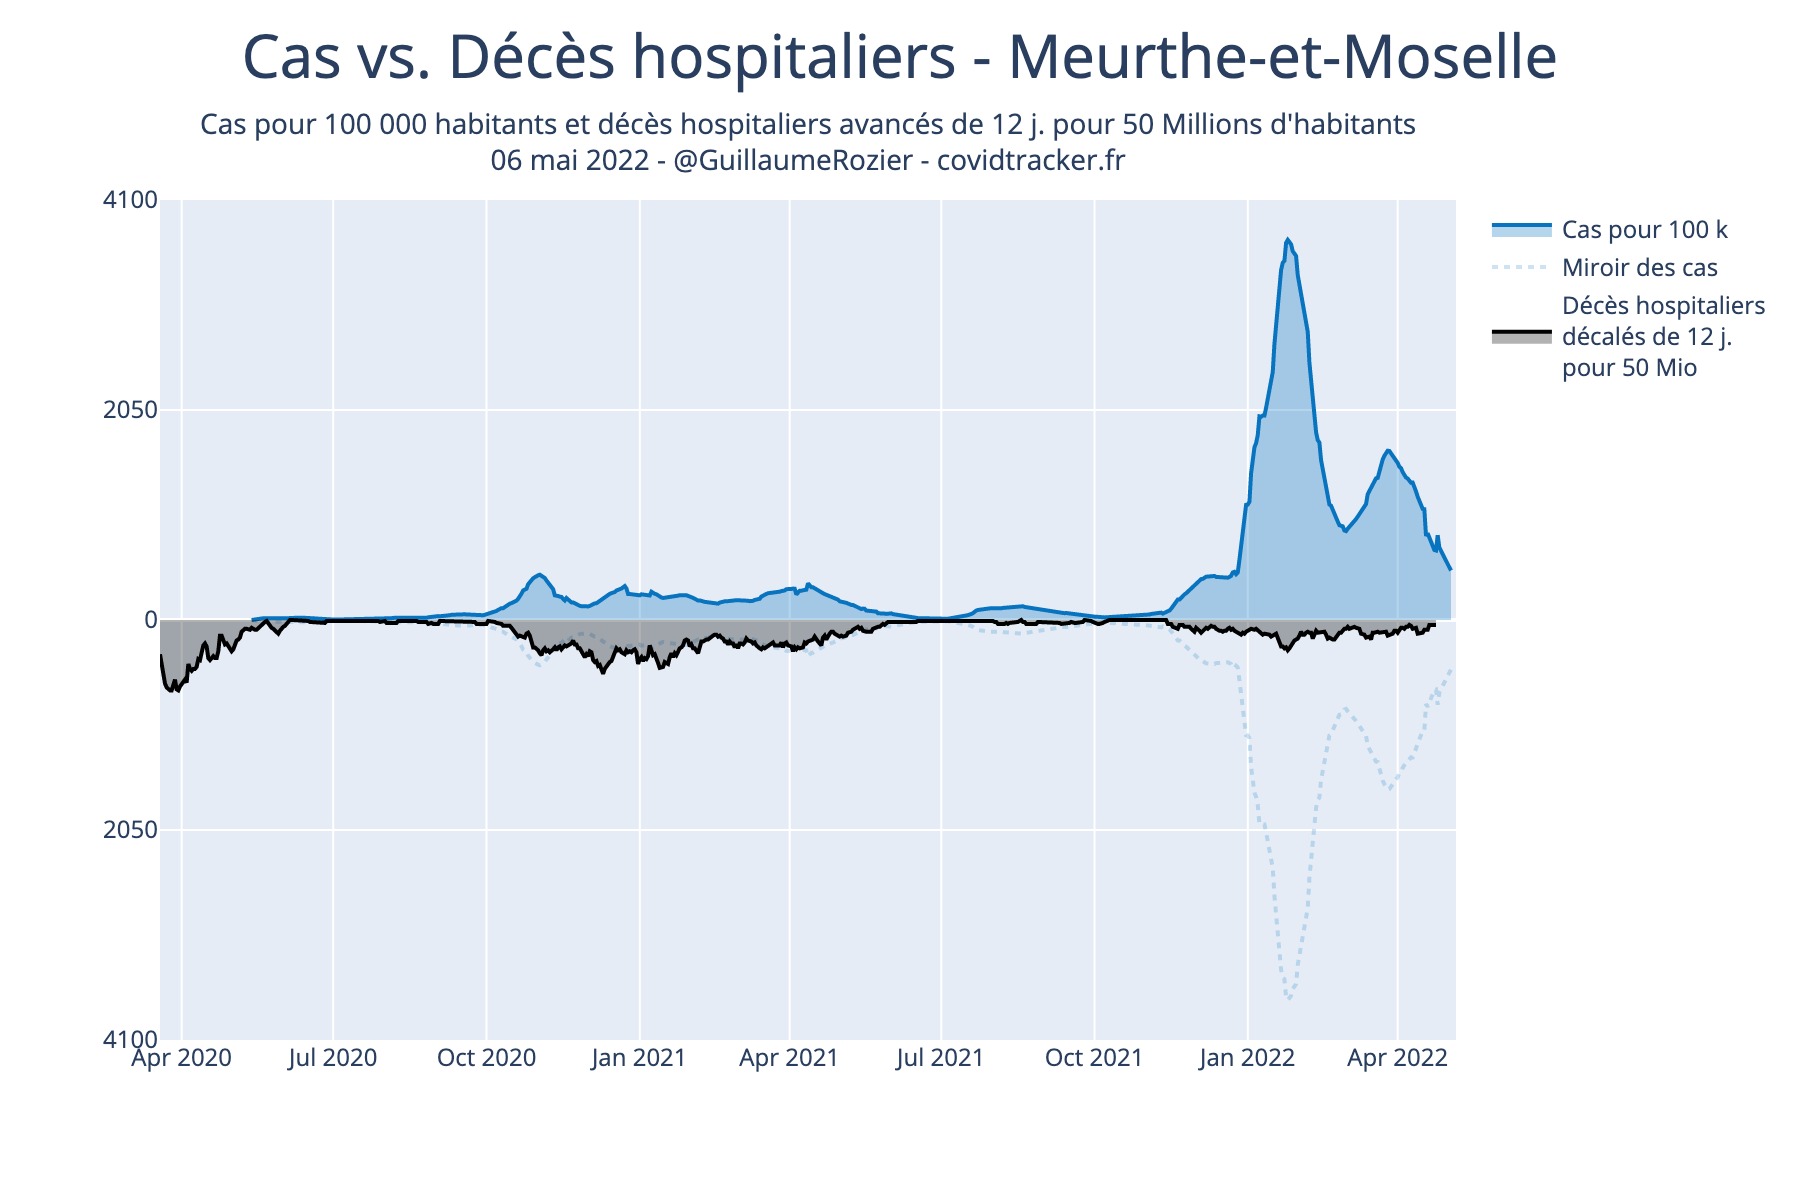 Cas vs. Décès hospitaliers - Meurthe-et-Moselle
Cas pour 100 000 habitants et décès hospitaliers avancés de 12 j. pour 50 Millions d'habitants
06 mai 2022 - @GuillaumeRozier - covidtracker.fr
4100
2050
0
2050
4100
Apr 2020
Jul 2020
Oct 2020
Jan 2021
Apr 2021
Jul 2021
Oct 2021
Jan 2022
Apr 2022
Cas pour 100 k
Miroir des cas
Décès hospitaliers
décalés de 12 j.
pour 50 Mio